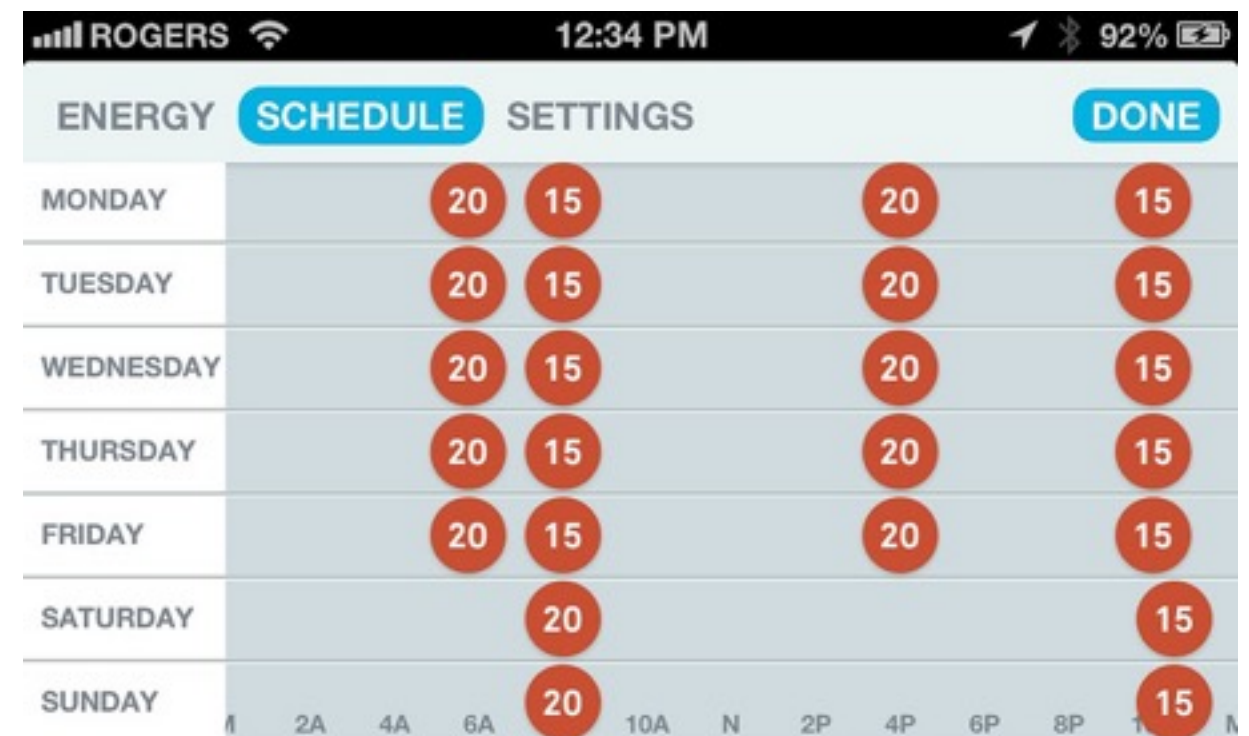 ROGERS 12:34 PM 92%
ENERGY SCHEDULE SETTINGS DONE
MONDAY 20 15 20 15
TUESDAY 20 15 20 15
WEDNESDAY 20 15 20 15
THURSDAY 20 15 20 15
FRIDAY 20 15 20 15
SATURDAY 20 15
SUNDAY 20 15
2A 4A 6A 10A N 2P 4P 6P 8P